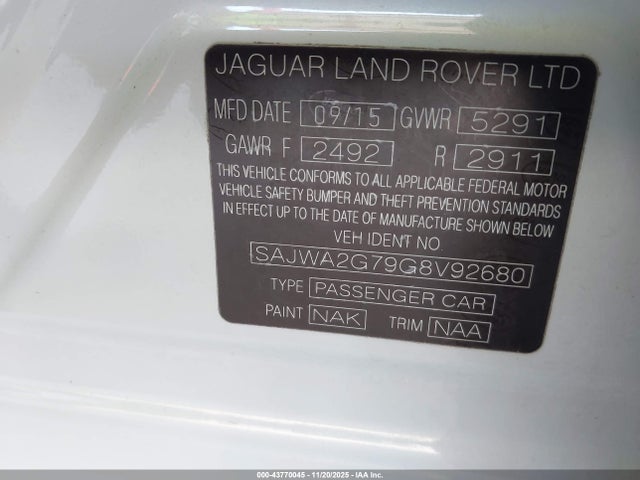 JAGUAR LAND ROVER LTD
MFD DATE 09/15 GVWR 5291
GAWR F 2492 R 2911
THIS VEHICLE CONFORMS TO ALL APPLICABLE FEDERAL MOTOR
VEHICLE SAFETY BUMPER AND THEFT PREVENTION STANDARDS
IN EFFECT UP TO THE DATE OF MANUFACTURE SHOWN BELOW
VEH IDENT NO
SAJWA2G79G8V92680
TYPE PASSENGER CAR
PAINT NAK TRIM NAA
000-43770045 - 11/20/2025 - IAA Inc.